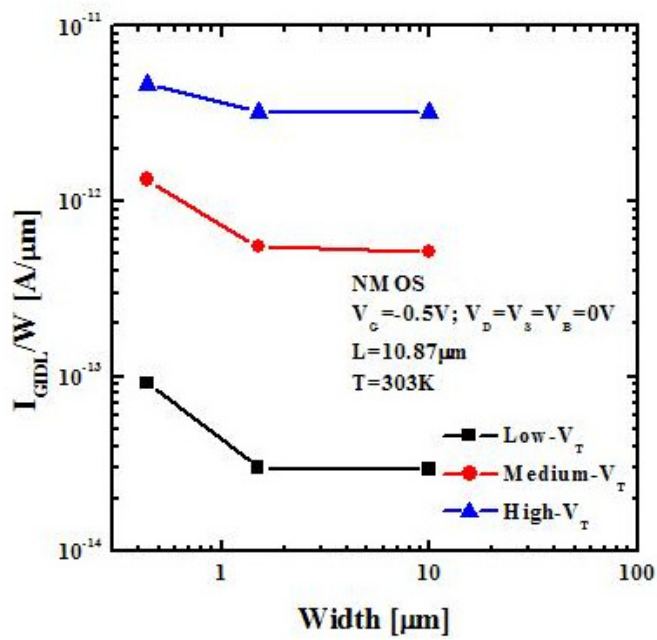 10⁻¹¹
10⁻¹²
10⁻¹³
10⁻¹⁴
I_GIDL/W [A/μm]
NMOS
V_G=-0.5V; V_D=V_S=V_B=0V
L=10.87μm
T=303K
Low-V_T
Medium-V_T
High-V_T
1 10 100
Width [μm]